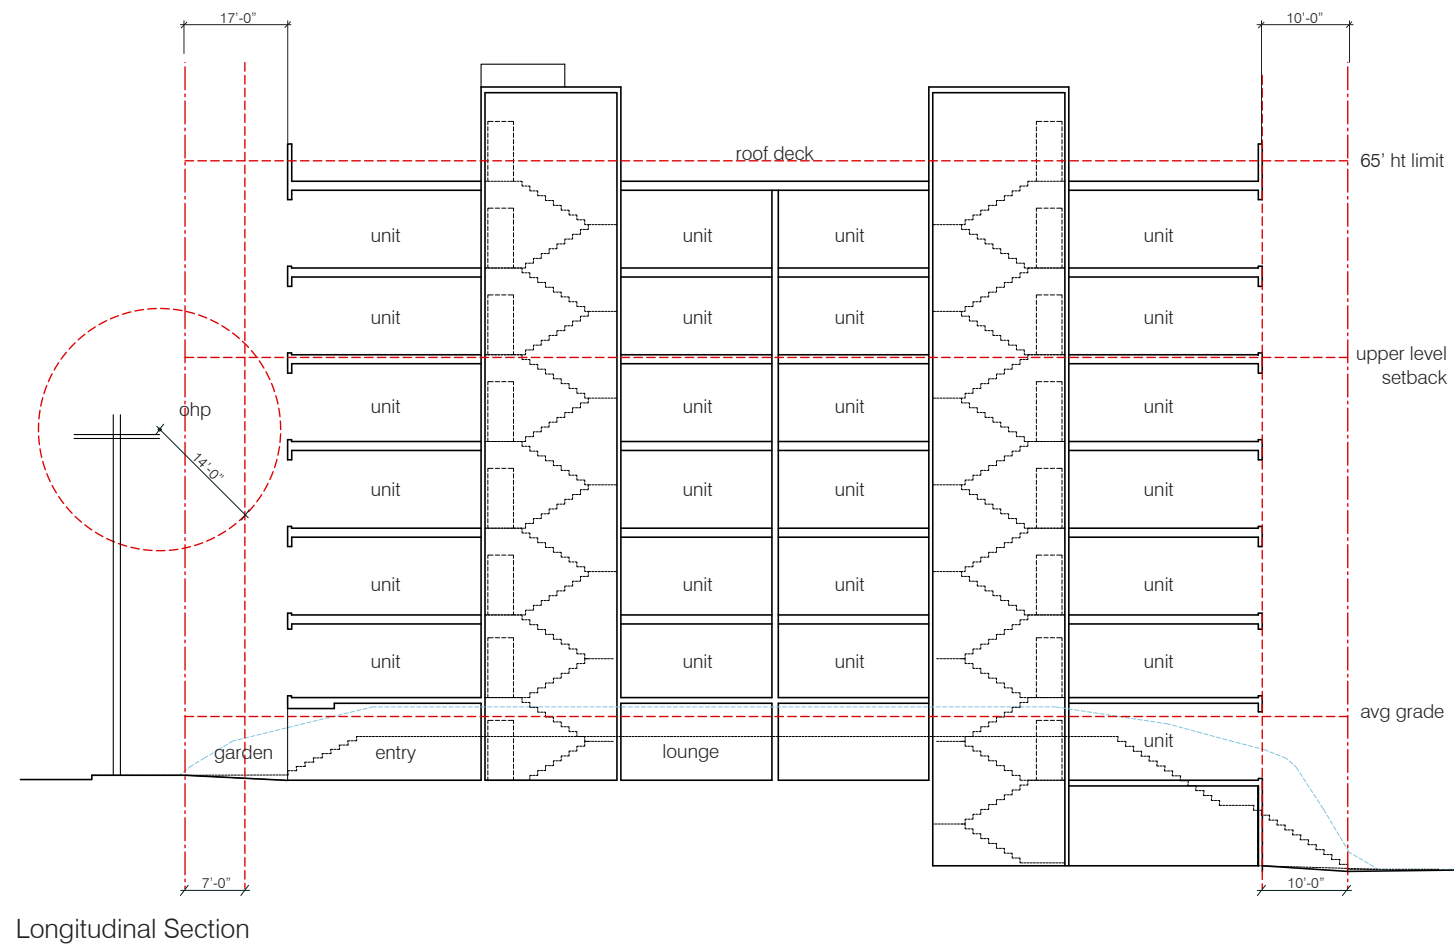 17'-0"
10'-0"
roof deck
65' ht limit
unit
unit
unit
unit
unit
unit
unit
unit
upper level
setback
ohp
unit
unit
unit
unit
14'-0"
unit
unit
unit
unit
unit
unit
unit
unit
unit
unit
unit
unit
avg grade
garden
entry
lounge
unit
7'-0"
10'-0"
Longitudinal Section